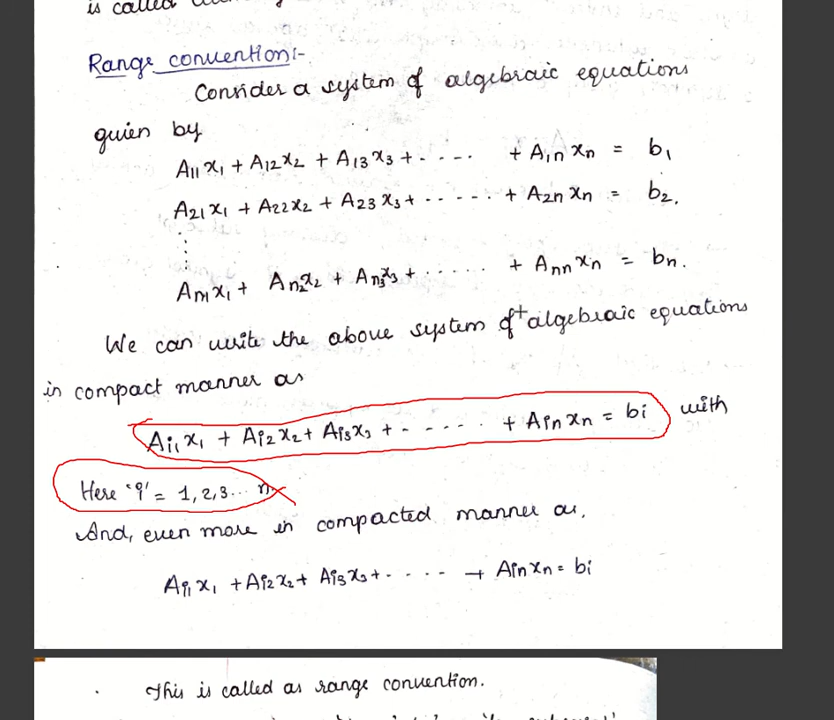 is called
Range convention:-
Consider a system of algebraic equations
given by
A11 x1 + A12 x2 + A13 x3 + ..... + A1n xn = b1
A21 x1 + A22 x2 + A23 x3 + ...... + A2n xn = b2.
An1 x1 + An2 x2 + An3 x3 + ...... + Ann xn = bn.
We can write the above system of algebraic equations
in compact manner as
Ai1 x1 + Ai2 x2 + Ai3 x3 + ...... + Ain xn = bi with
Here 'i' = 1,2,3... n
And, even more in compacted manner as,
Ai1 x1 + Ai2 x2 + Ai3 x3 + ..... + Ain xn = bi
This is called as range convention.